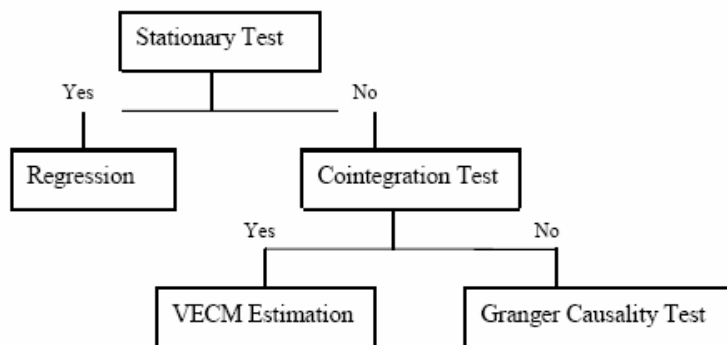 Stationary Test
Yes
No
Regression
Cointegration Test
Yes
No
VECM Estimation
Granger Causality Test